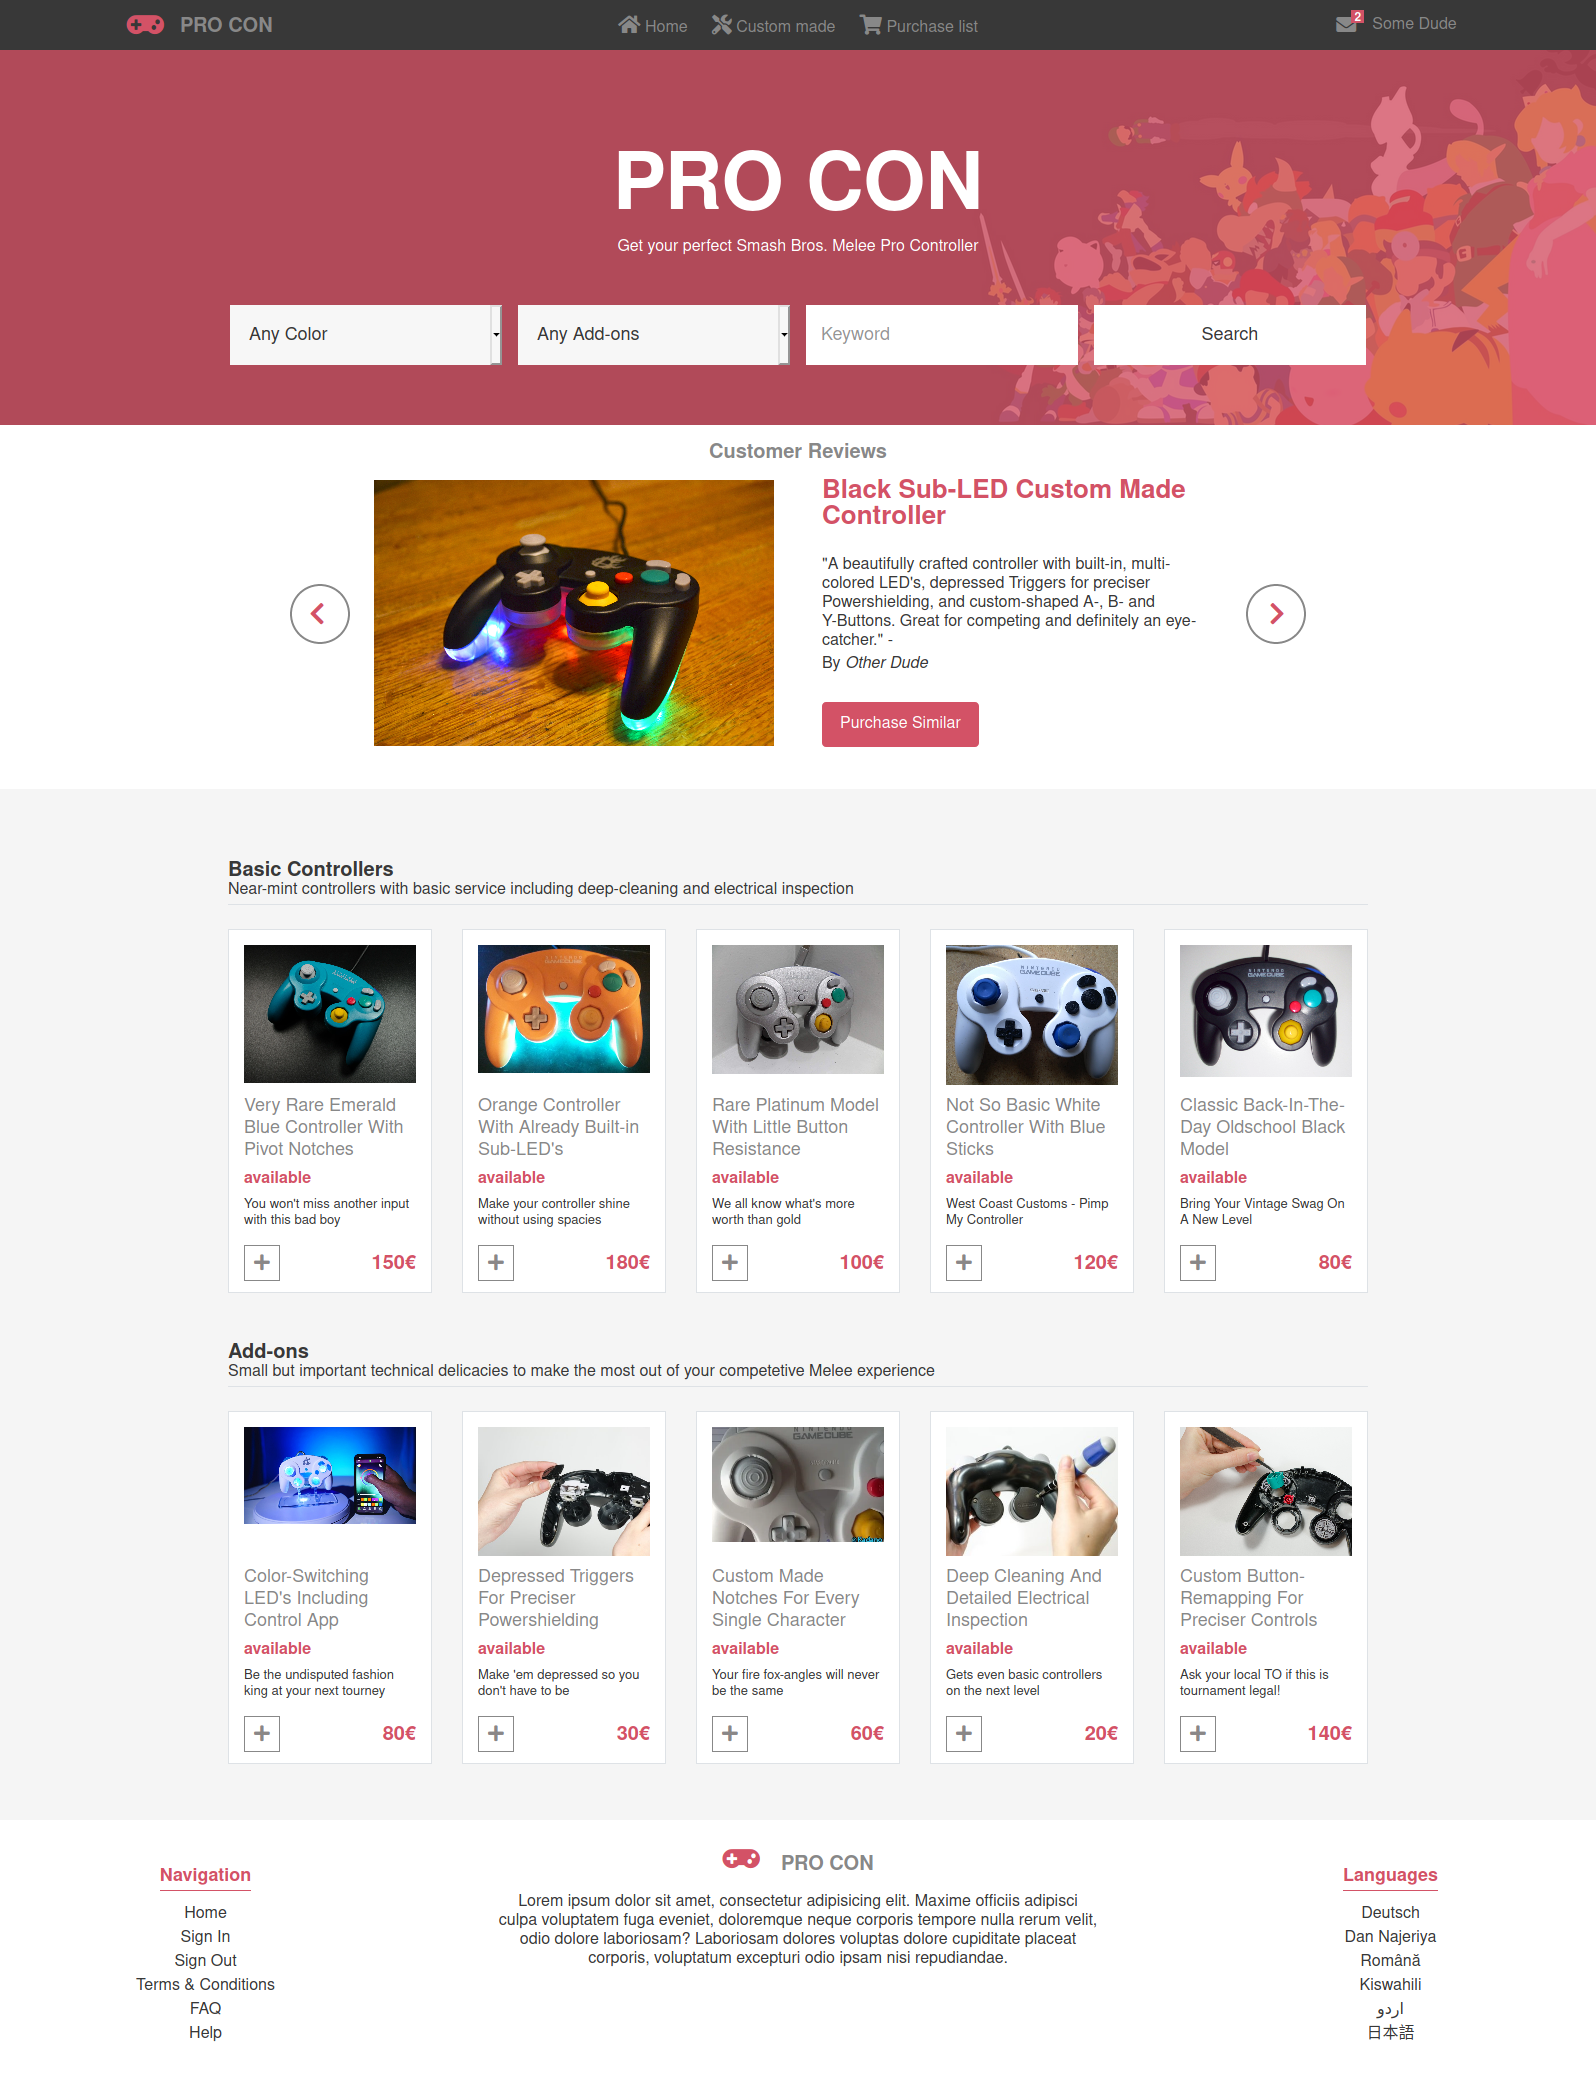 PRO CON
Home
Custom made
Purchase list
2
Some Dude
PRO CON
Get your perfect Smash Bros. Melee Pro Controller
Any Color
Any Add-ons
Keyword
Search
Customer Reviews
Black Sub-LED Custom Made
Controller
"A beautifully crafted controller with built-in, multi-
colored LED's, depressed Triggers for preciser
Powershielding, and custom-shaped A-, B- and
Y-Buttons. Great for competing and definitely an eye-
catcher." -
By Other Dude
Purchase Similar
Basic Controllers
Near-mint controllers with basic service including deep-cleaning and electrical inspection
Very Rare Emerald
Blue Controller With
Pivot Notches
available
You won't miss another input
with this bad boy
150€
Orange Controller
With Already Built-in
Sub-LED's
available
Make your controller shine
without using spacies
180€
Rare Platinum Model
With Little Button
Resistance
available
We all know what's more
worth than gold
100€
NINTENDO
GAMECUBE
Not So Basic White
Controller With Blue
Sticks
available
West Coast Customs - Pimp
My Controller
120€
NINTENDO
GAMECUBE
Classic Back-In-The-
Day Oldschool Black
Model
available
Bring Your Vintage Swag On
A New Level
80€
Add-ons
Small but important technical delicacies to make the most out of your competetive Melee experience
Color-Switching
LED's Including
Control App
available
Be the undisputed fashion
king at your next tourney
80€
Depressed Triggers
For Preciser
Powershielding
available
Make 'em depressed so you
don't have to be
30€
NINTENDO
GAMECUBE
Custom Made
Notches For Every
Single Character
available
Your fire fox-angles will never
be the same
60€
Deep Cleaning And
Detailed Electrical
Inspection
available
Gets even basic controllers
on the next level
20€
Custom Button-
Remapping For
Preciser Controls
available
Ask your local TO if this is
tournament legal!
140€
Navigation
Home
Sign In
Sign Out
Terms & Conditions
FAQ
Help
PRO CON
Lorem ipsum dolor sit amet, consectetur adipisicing elit. Maxime officiis adipisci
culpa voluptatem fuga eveniet, doloremque neque corporis tempore nulla rerum velit,
odio dolore laboriosam? Laboriosam dolores voluptas dolore cupiditate placeat
corporis, voluptatum excepturi odio ipsam nisi repudiandae.
Languages
Deutsch
Dan Najeriya
Română
Kiswahili
اردو
日本語